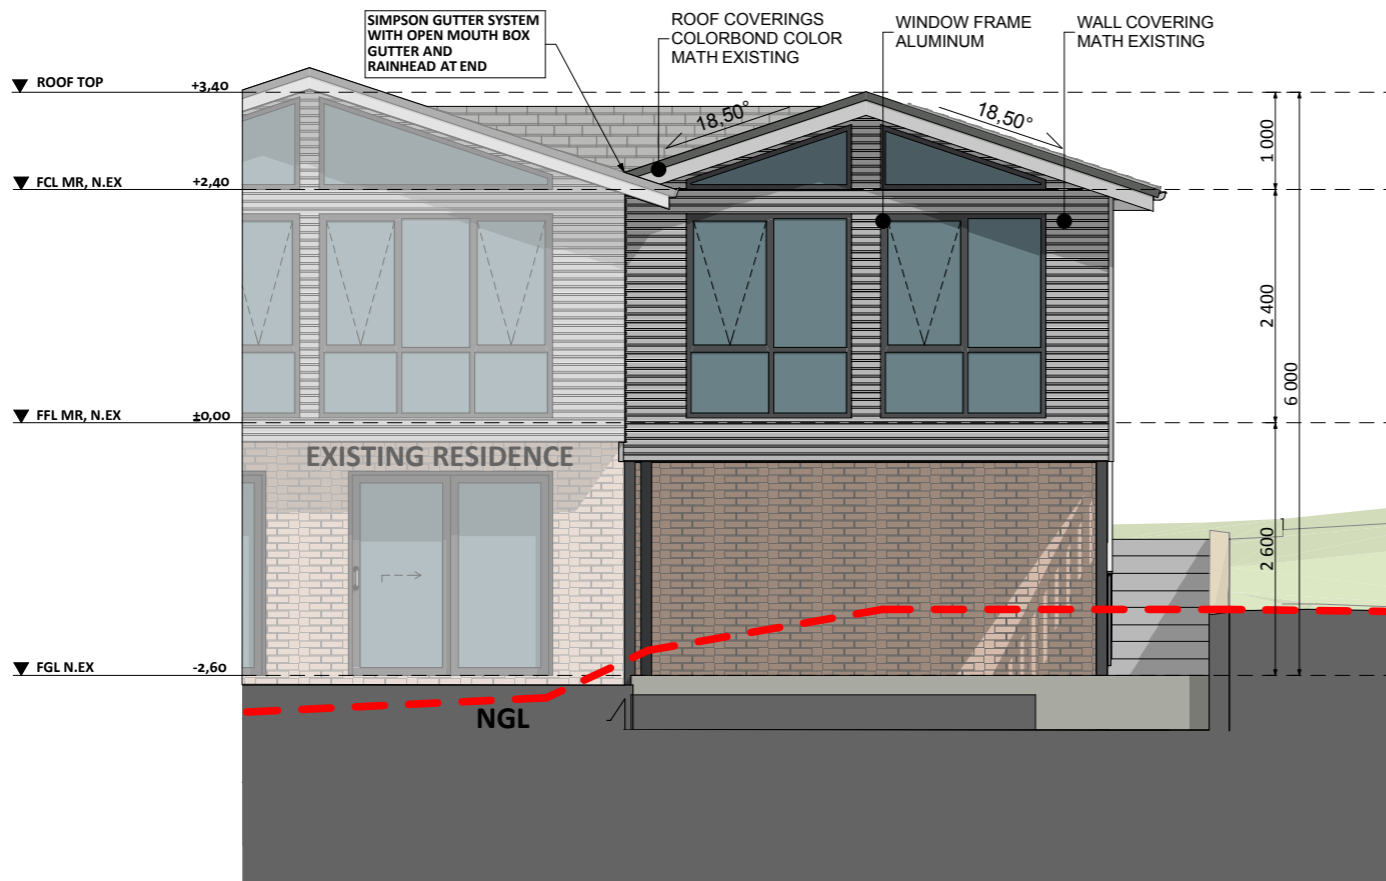 SIMPSON GUTTER SYSTEM
WITH OPEN MOUTH BOX
GUTTER AND
RAINHEAD AT END
ROOF COVERINGS
COLORBOND COLOR
MATH EXISTING
WINDOW FRAME
ALUMINUM
WALL COVERING
MATH EXISTING
ROOF TOP +3,40
18,50°
18,50°
1 000
FCL MR, N.EX +2,40
2 400
6 000
FFL MR, N.EX ±0,00
EXISTING RESIDENCE
2 600
FGL N.EX -2,60
NGL